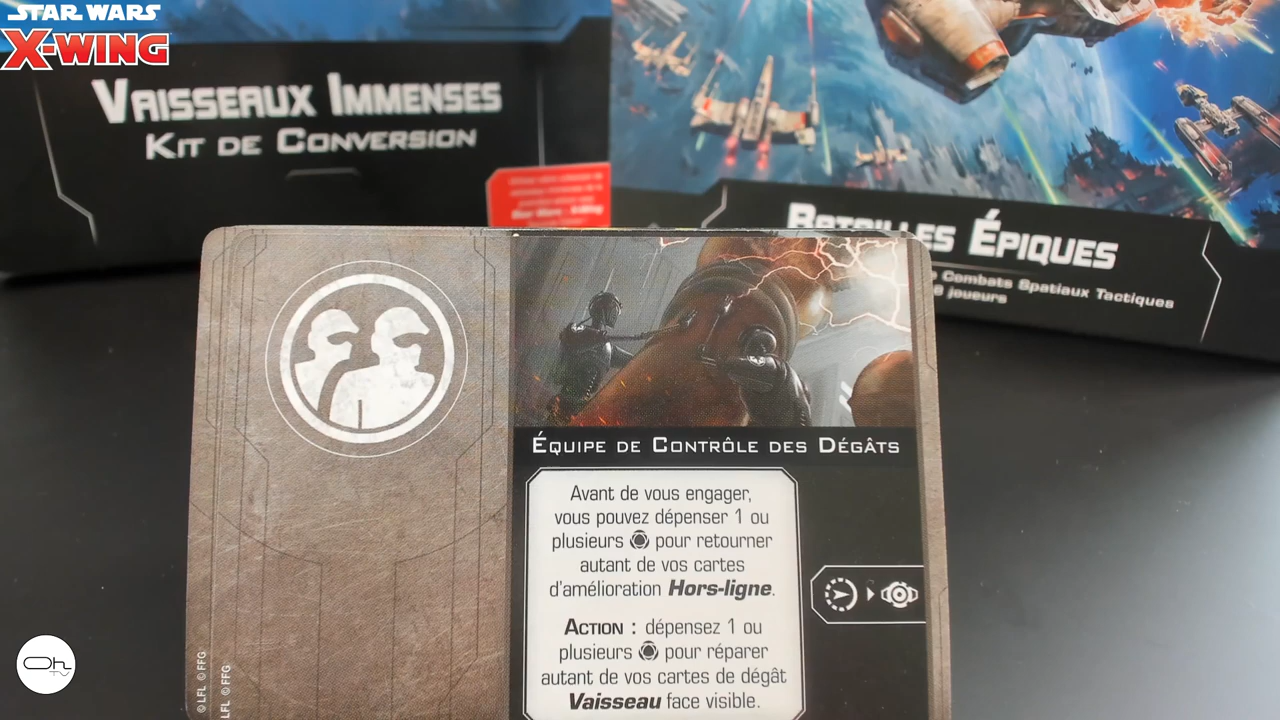 STAR WARS
X-WING
VAISSEAUX IMMENSES
KIT DE CONVERSION
BATAILLES ÉPIQUES
Combats Spatiaux Tactiques
8 joueurs
ÉQUIPE DE CONTRÔLE DES DÉGÂTS
Avant de vous engager,
vous pouvez dépenser 1 ou
plusieurs pour retourner
autant de vos cartes
d'amélioration Hors-ligne.
ACTION : dépensez 1 ou
plusieurs pour réparer
autant de vos cartes de dégât
Vaisseau face visible.
© LFL © FFG
LFL © FFG
Oh
TV